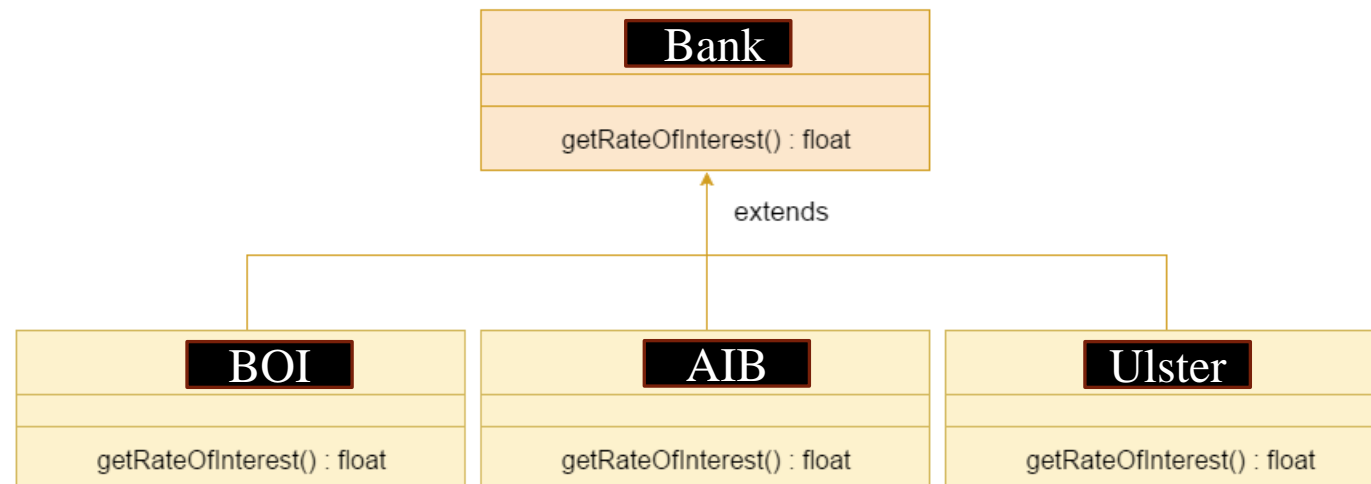 Bank
getRateOfInterest() : float
extends
BOI
AIB
Ulster
getRateOfInterest() : float
getRateOfInterest() : float
getRateOfInterest() : float